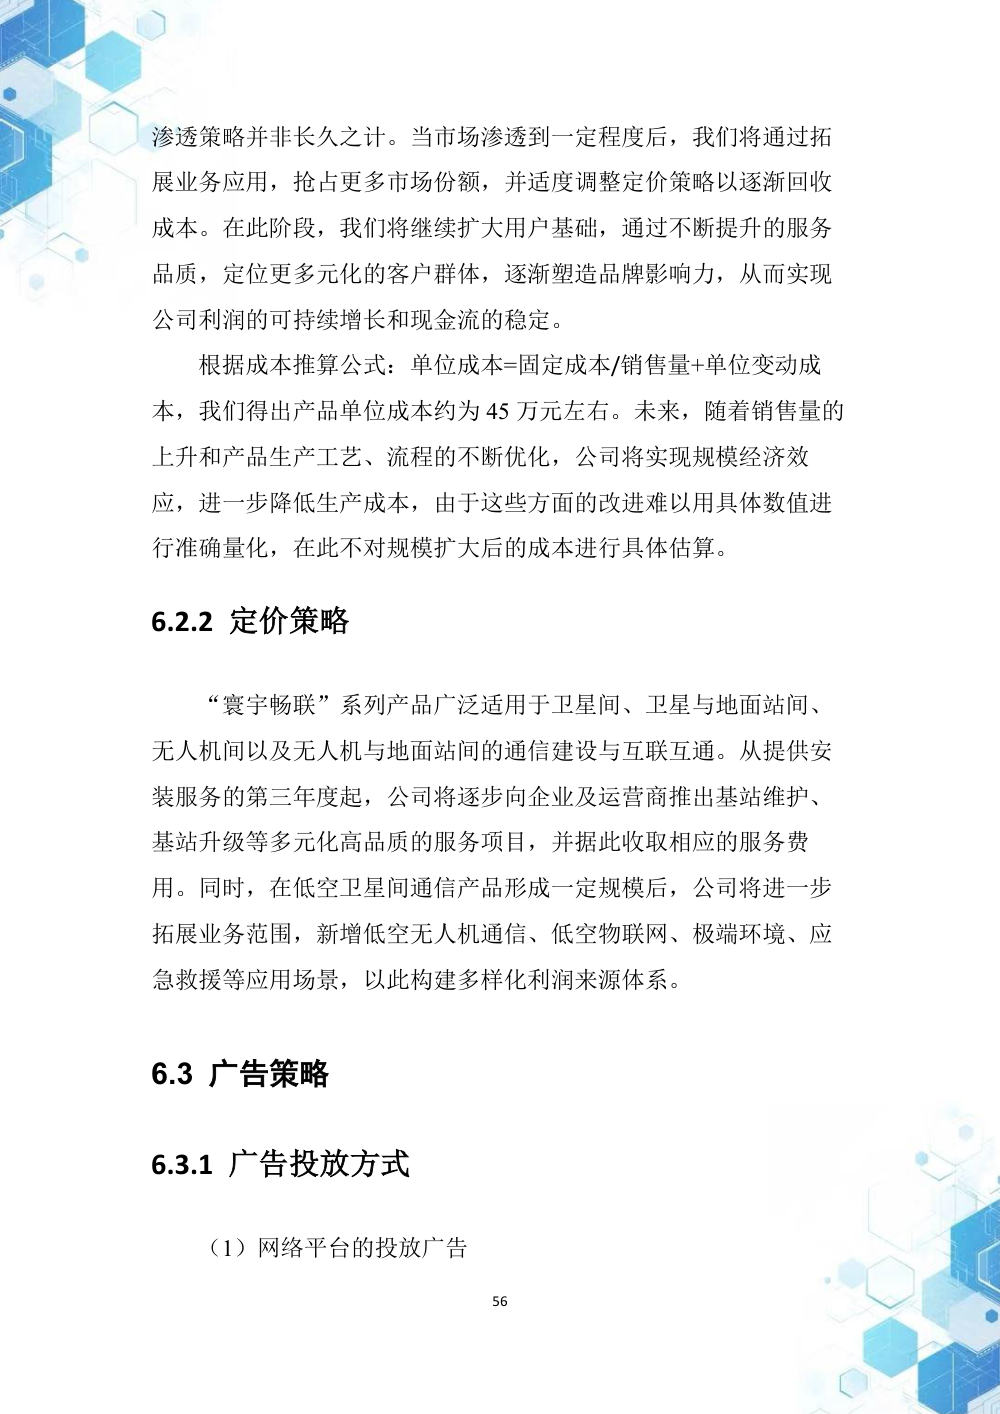 渗透策略并非长久之计。当市场渗透到一定程度后，我们将通过拓
展业务应用，抢占更多市场份额，并适度调整定价策略以逐渐回收
成本。在此阶段，我们将继续扩大用户基础，通过不断提升的服务
品质，定位更多元化的客户群体，逐渐塑造品牌影响力，从而实现
公司利润的可持续增长和现金流的稳定。
根据成本推算公式：单位成本=固定成本/销售量+单位变动成
本，我们得出产品单位成本约为 45 万元左右。未来，随着销售量的
上升和产品生产工艺、流程的不断优化，公司将实现规模经济效
应，进一步降低生产成本，由于这些方面的改进难以用具体数值进
行准确量化，在此不对规模扩大后的成本进行具体估算。
6.2.2 定价策略
“寰宇畅联”系列产品广泛适用于卫星间、卫星与地面站间、
无人机间以及无人机与地面站间的通信建设与互联互通。从提供安
装服务的第三年度起，公司将逐步向企业及运营商推出基站维护、
基站升级等多元化高品质的服务项目，并据此收取相应的服务费
用。同时，在低空卫星间通信产品形成一定规模后，公司将进一步
拓展业务范围，新增低空无人机通信、低空物联网、极端环境、应
急救援等应用场景，以此构建多样化利润来源体系。
6.3 广告策略
6.3.1 广告投放方式
（1）网络平台的投放广告
56